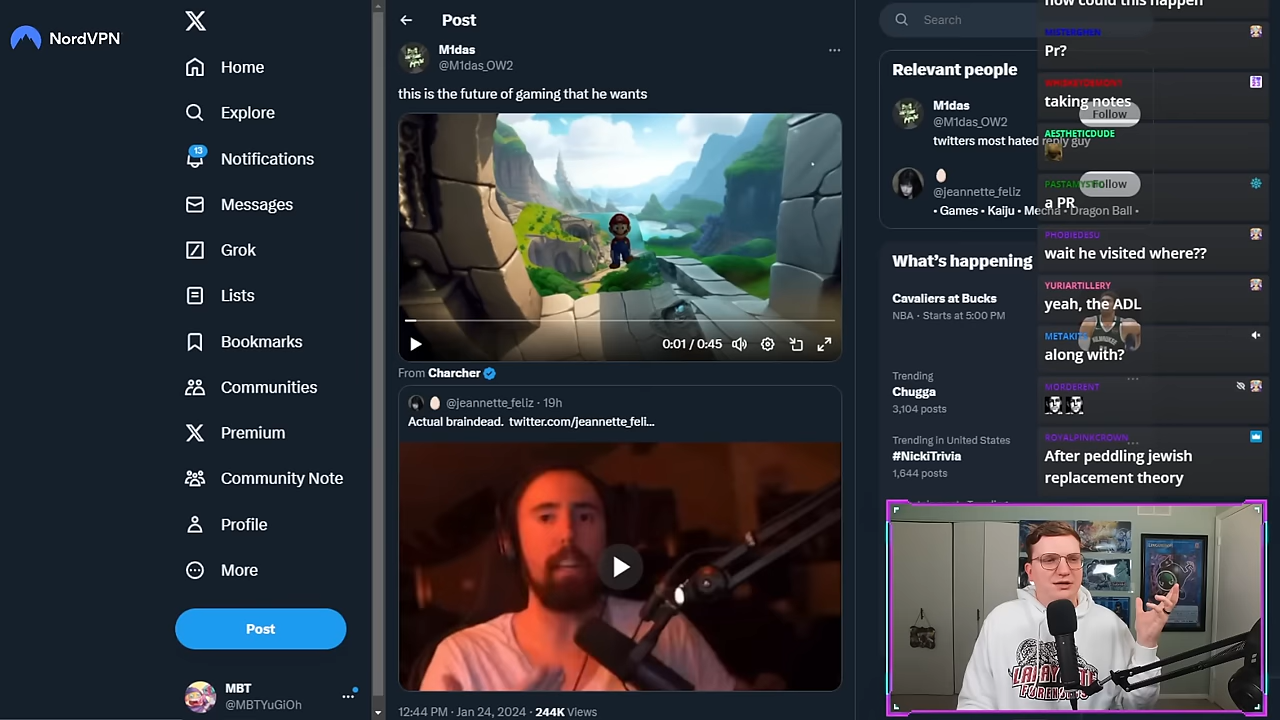 NordVPN
Home
Explore
13
Notifications
Messages
Grok
Lists
Bookmarks
Communities
Premium
Community Note
Profile
More
Post
MBT
@MBTYuGiOh
Post
M1das
@M1das_OW2
this is the future of gaming that he wants
0:01 / 0:45
From Charcher
@jeannette_feliz · 19h
Actual braindead. twitter.com/jeannette_feli...
12:44 PM · Jan 24, 2024 · 244K Views
Search
Relevant people
M1das
@M1das_OW2
Follow
twitters most hated reply guy
@jeannette_feliz
Follow
• Games • Kaiju • Mecha • Dragon Ball •
What's happening
Cavaliers at Bucks
NBA · Starts at 5:00 PM
Trending
Chugga
3,104 posts
Trending in United States
#NickiTrivia
1,644 posts
how could this happen
MISTERGHEN
Pr?
taking notes
AESTHETICDUDE
a PR
PHOBIEDESU
wait he visited where??
YURIARTILLERY
yeah, the ADL
along with?
MORDERENT
ROYALPINKCROWN
After peddling jewish
replacement theory